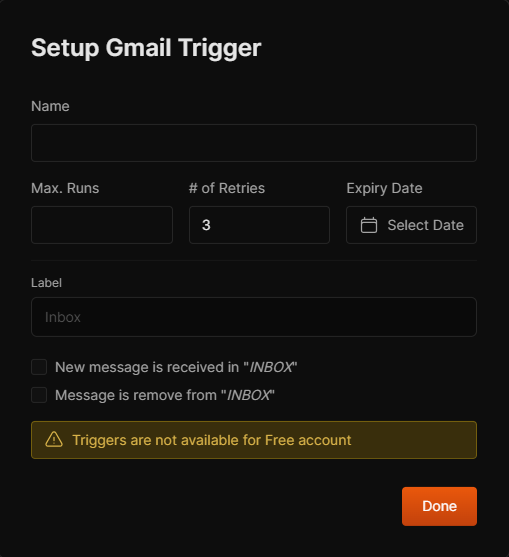 Setup Gmail Trigger
Name
Max. Runs # of Retries Expiry Date
3 Select Date
Label
Inbox
New message is received in "INBOX"
Message is remove from "INBOX"
Triggers are not available for Free account
Done